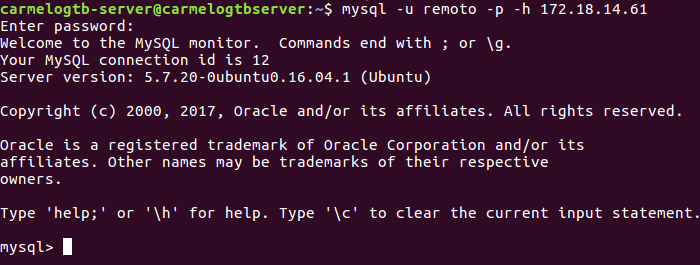 carmelogtb-server@carmelogtbserver:~$ mysql -u remoto -p -h 172.18.14.61
Enter password:
Welcome to the MySQL monitor.  Commands end with ; or \g.
Your MySQL connection id is 12
Server version: 5.7.20-0ubuntu0.16.04.1 (Ubuntu)
Copyright (c) 2000, 2017, Oracle and/or its affiliates. All rights reserved.
Oracle is a registered trademark of Oracle Corporation and/or its
affiliates. Other names may be trademarks of their respective
owners.
Type 'help;' or '\h' for help. Type '\c' to clear the current input statement.
mysql>